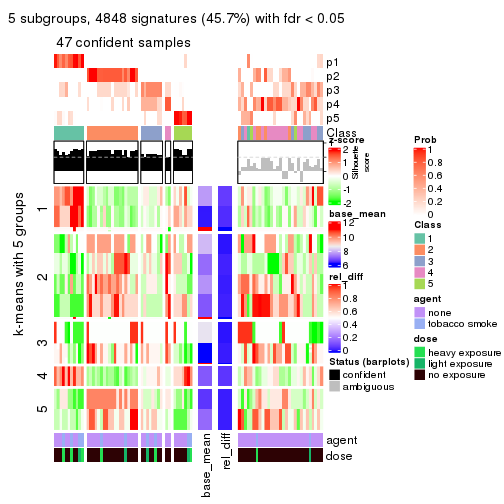 5 subgroups, 4848 signatures (45.7%) with fdr < 0.05
47 confident samples
p1
p2
p3
p4
p5
Class
1
Silhouette score
k-means with 5 groups
1
2
3
4
5
agent
dose
base_mean
rel_diff
z-score
2
1
0
-1
-2
base_mean
12
10
8
6
rel_diff
1
0.8
0.6
0.4
0.2
0
Status (barplots)
confident
ambiguous
Prob
1
0.8
0.6
0.4
0.2
0
Class
1
2
3
4
5
agent
none
tobacco smoke
dose
heavy exposure
light exposure
no exposure